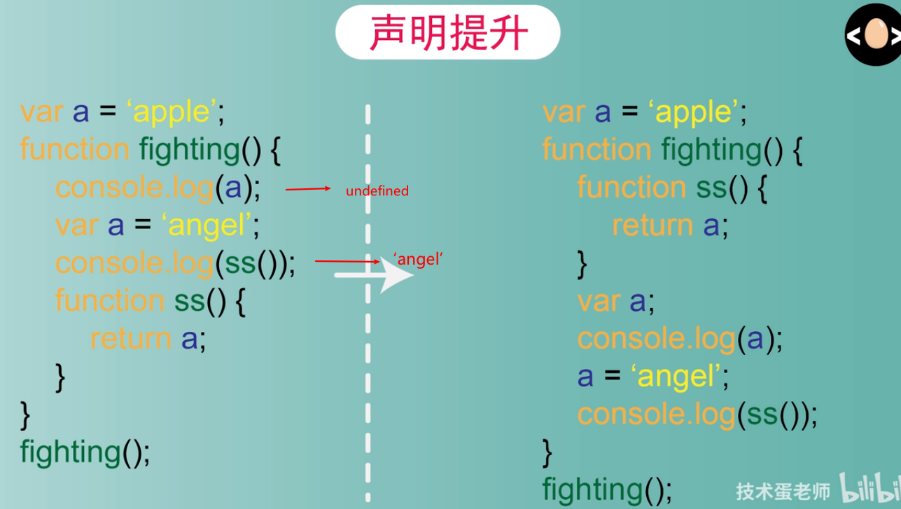 声明提升
< >
var a = ‘apple’;
function fighting() {
console.log(a);
undefined
var a = ‘angel’;
console.log(ss());
‘angel’
function ss() {
return a;
}
}
fighting();
var a = ‘apple’;
function fighting() {
function ss() {
return a;
}
var a;
console.log(a);
a = ‘angel’;
console.log(ss());
}
fighting();
技术蛋老师 bilibili